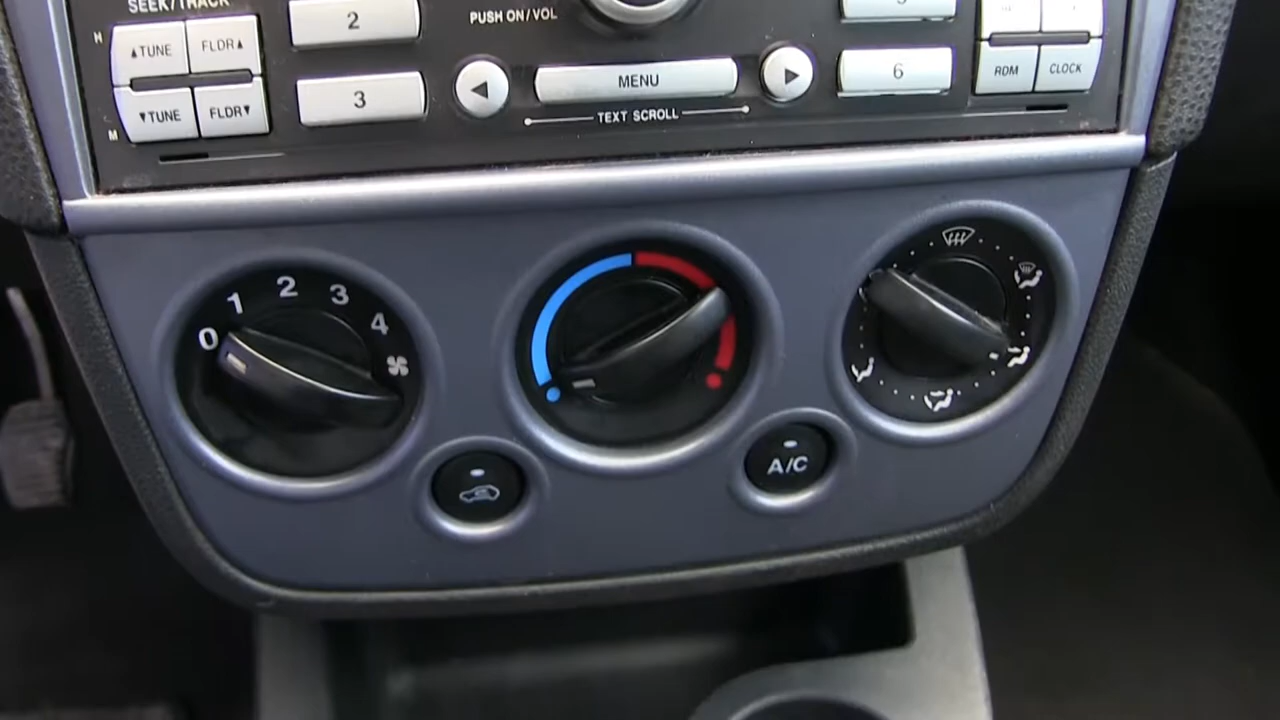 SEEK/TRACK
▲TUNE FLDR▲
▼TUNE FLDR▼
H
M
2
3
PUSH ON/VOL
MENU
TEXT SCROLL
6
RDM CLOCK
0 1 2 3 4
A/C